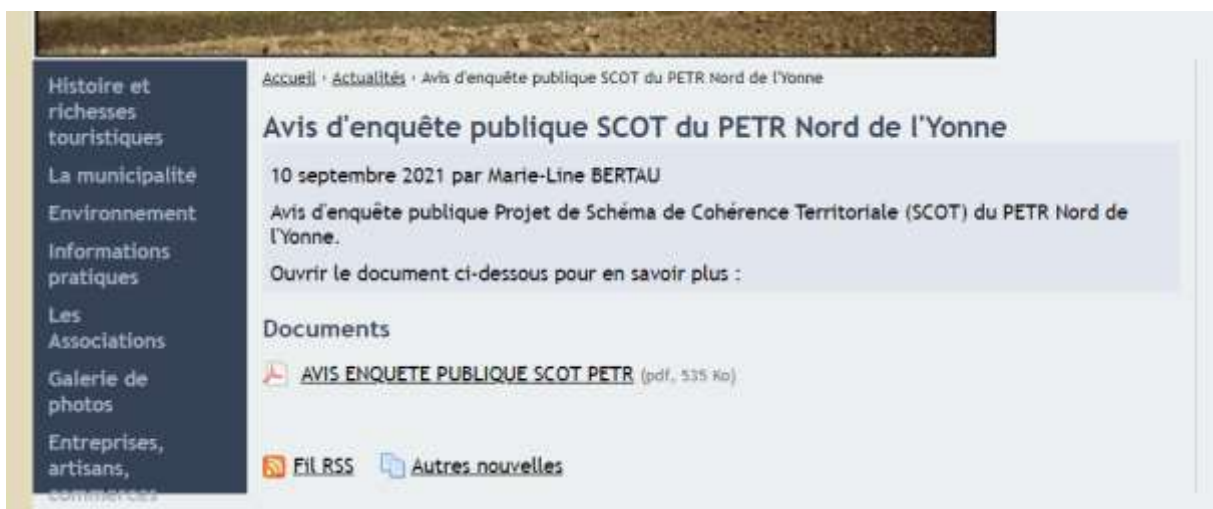 Accueil › Actualités › Avis d'enquête publique SCOT du PETR Nord de l'Yonne
Histoire et
richesses
touristiques
La municipalité
Environnement
Informations
pratiques
Les
Associations
Galerie de
photos
Entreprises,
artisans,
commerces
Avis d'enquête publique SCOT du PETR Nord de l'Yonne
10 septembre 2021 par Marie-Line BERTAU
Avis d'enquête publique Projet de Schéma de Cohérence Territoriale (SCOT) du PETR Nord de
l'Yonne.
Ouvrir le document ci-dessous pour en savoir plus :
Documents
AVIS ENQUETE PUBLIQUE SCOT PETR (pdf, 535 Ko)
Fil RSS Autres nouvelles